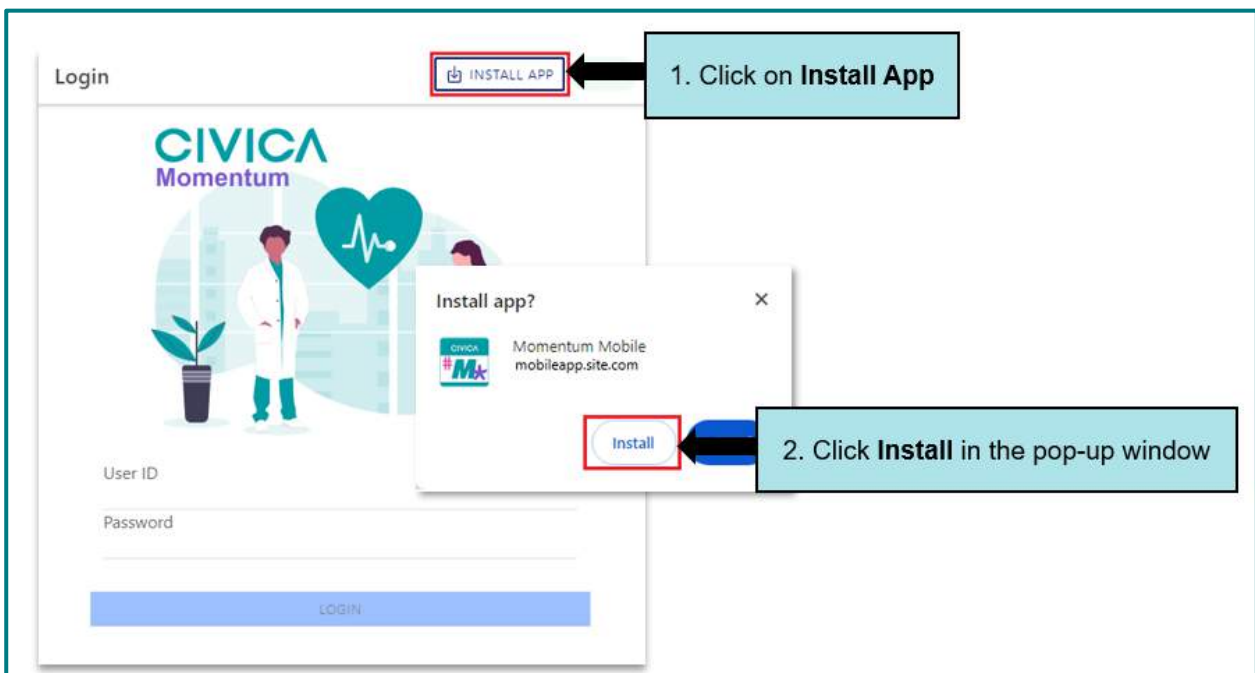 Login
INSTALL APP
1. Click on Install App
CIVICA
Momentum
Install app?
CIVICA
#M
Momentum Mobile
mobileapp.site.com
Install
2. Click Install in the pop-up window
User ID
Password
LOGIN